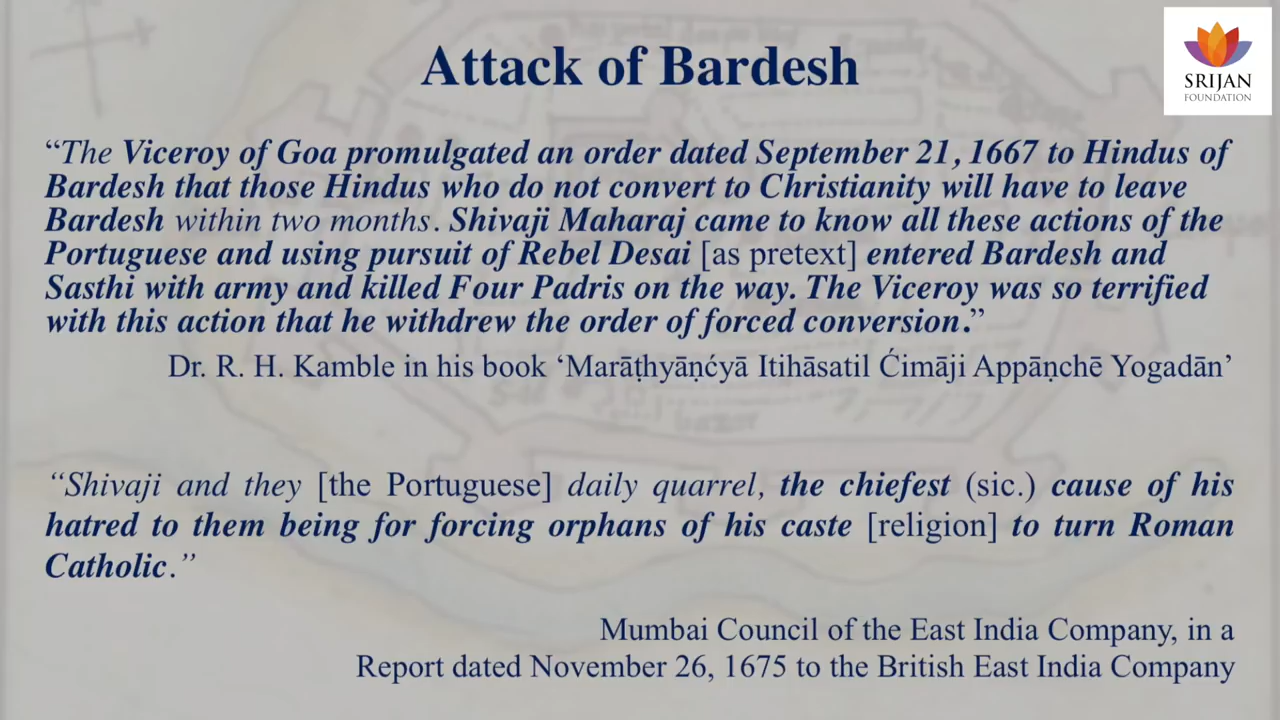 Attack of Bardesh
SRIJAN
FOUNDATION
“The Viceroy of Goa promulgated an order dated September 21, 1667 to Hindus of
Bardesh that those Hindus who do not convert to Christianity will have to leave
Bardesh within two months. Shivaji Maharaj came to know all these actions of the
Portuguese and using pursuit of Rebel Desai [as pretext] entered Bardesh and
Sasthi with army and killed Four Padris on the way. The Viceroy was so terrified
with this action that he withdrew the order of forced conversion.”
Dr. R. H. Kamble in his book ‘Marāṭhyāṇćyā Itihāsatil Ćimāji Appāṇchē Yogadān’
“Shivaji and they [the Portuguese] daily quarrel, the chiefest (sic.) cause of his
hatred to them being for forcing orphans of his caste [religion] to turn Roman
Catholic.”
Mumbai Council of the East India Company, in a
Report dated November 26, 1675 to the British East India Company